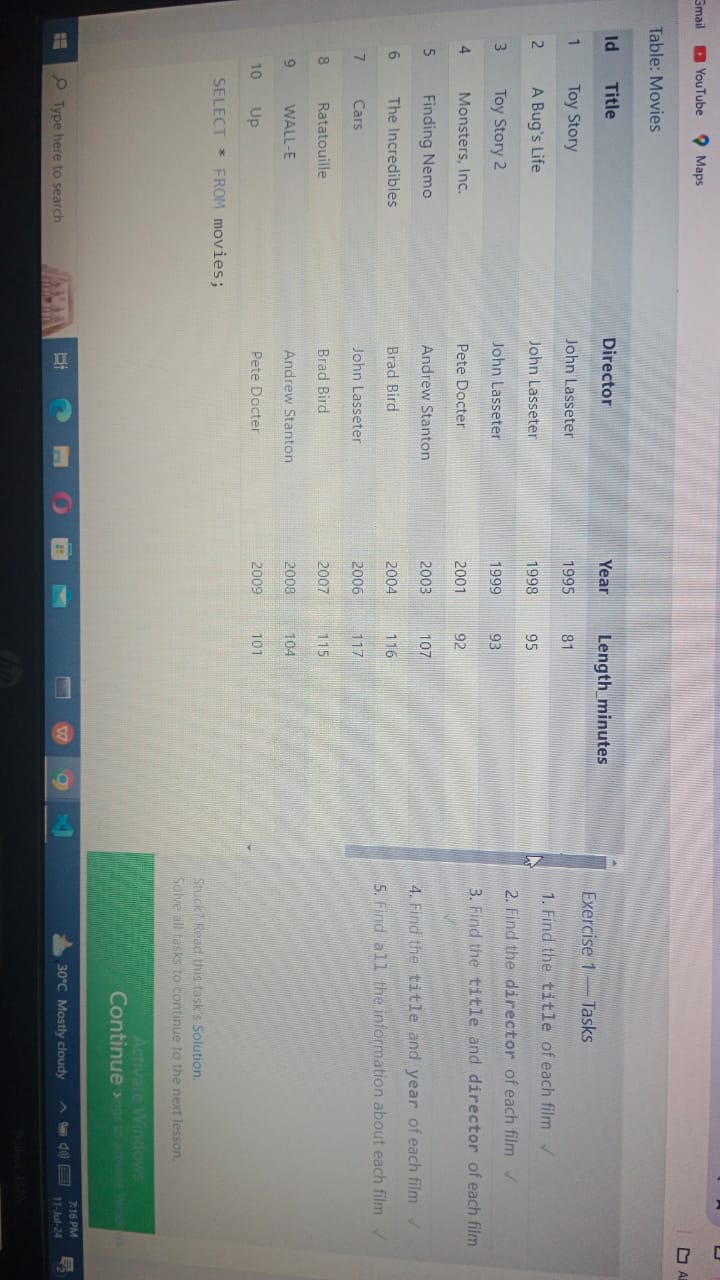 Gmail YouTube Maps
Table: Movies
Id Title Director Year Length_minutes
1 Toy Story John Lasseter 1995 81
2 A Bug's Life John Lasseter 1998 95
3 Toy Story 2 John Lasseter 1999 93
4 Monsters, Inc. Pete Docter 2001 92
5 Finding Nemo Andrew Stanton 2003 107
6 The Incredibles Brad Bird 2004 116
7 Cars John Lasseter 2006 117
8 Ratatouille Brad Bird 2007 115
9 WALL-E Andrew Stanton 2008 104
10 Up Pete Docter 2009 101
SELECT * FROM movies;
Exercise 1 — Tasks
1. Find the title of each film ✓
2. Find the director of each film ✓
3. Find the title and director of each film
✓
4. Find the title and year of each film ✓
5. Find all the information about each film ✓
Stuck? Read this task's Solution.
Solve all tasks to continue to the next lesson.
Activate Windows
Continue ›
Type here to search
30°C Mostly cloudy
7:16 PM
11-Jul-24
2
hp